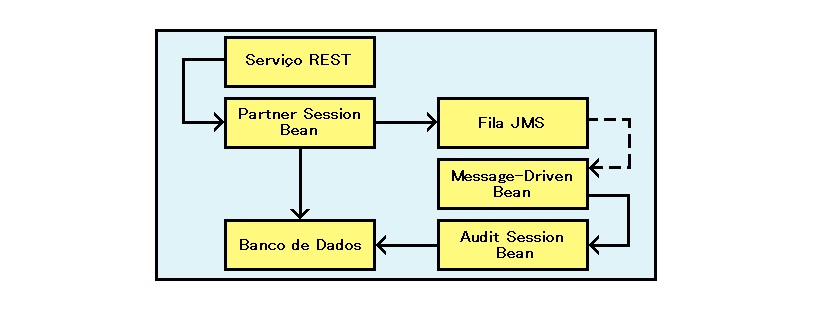 Serviço REST
Partner Session
Bean
Fila JMS
Message-Driven
Bean
Banco de Dados
Audit Session
Bean